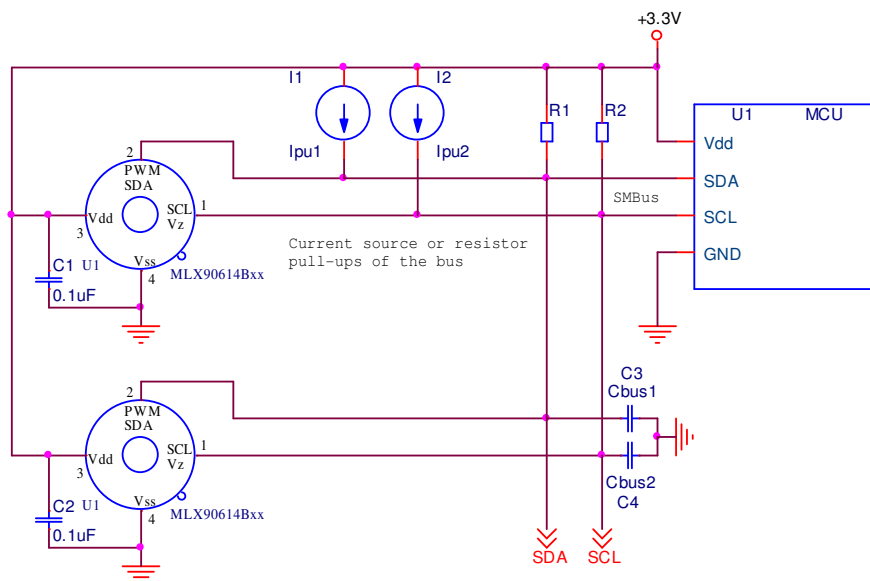 +3.3V
I1
I2
R1
R2
U1
MCU
Ipu1
Ipu2
Vdd
SDA
SCL
GND
SMBus
2
PWM
SDA
Vdd
3
SCL
Vz
1
Vss
4
MLX90614Bxx
C1
U1
0.1uF
Current source or resistor
pull-ups of the bus
2
PWM
SDA
Vdd
3
SCL
Vz
1
Vss
4
MLX90614Bxx
C2
U1
0.1uF
C3
Cbus1
Cbus2
C4
SDA
SCL